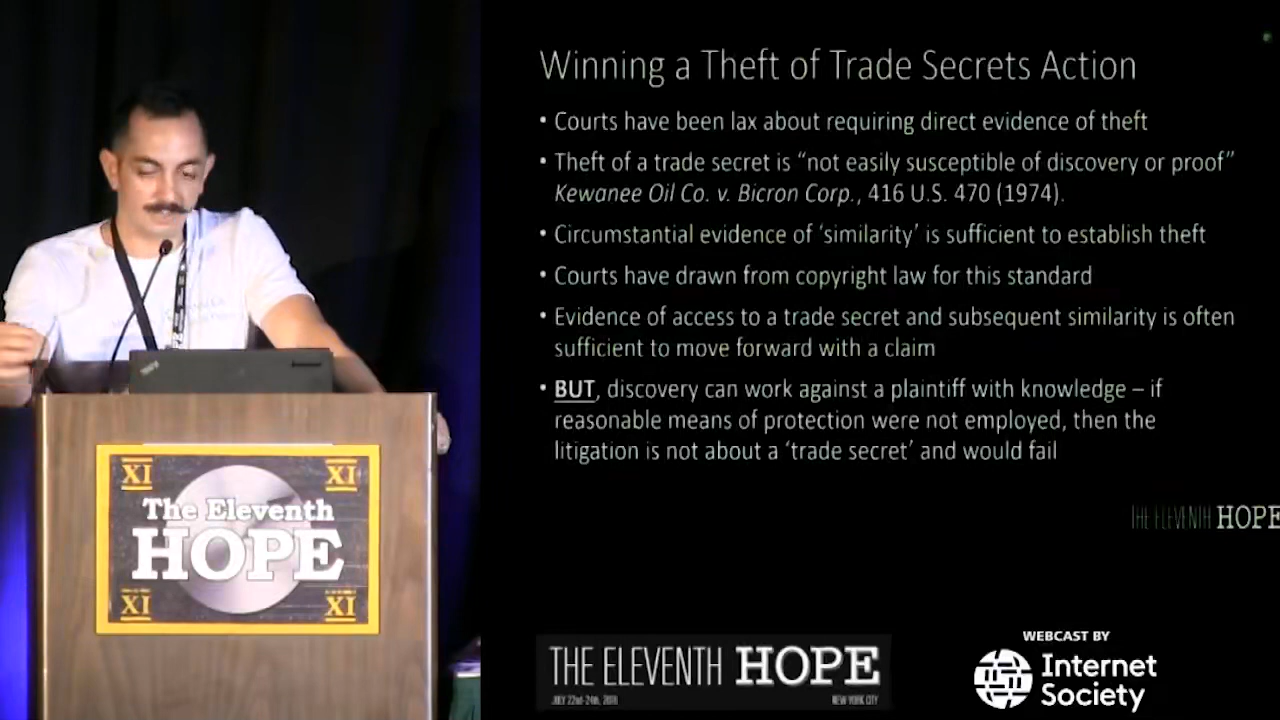 Winning a Theft of Trade Secrets Action
• Courts have been lax about requiring direct evidence of theft
• Theft of a trade secret is “not easily susceptible of discovery or proof”
Kewanee Oil Co. v. Bicron Corp., 416 U.S. 470 (1974).
• Circumstantial evidence of ‘similarity’ is sufficient to establish theft
• Courts have drawn from copyright law for this standard
• Evidence of access to a trade secret and subsequent similarity is often
sufficient to move forward with a claim
• BUT, discovery can work against a plaintiff with knowledge – if
reasonable means of protection were not employed, then the
litigation is not about a ‘trade secret’ and would fail
THE ELEVENTH HOPE
XI XI
The Eleventh
HOPE
XI XI
THE ELEVENTH HOPE
NEW YORK CITY
WEBCAST BY
Internet
Society